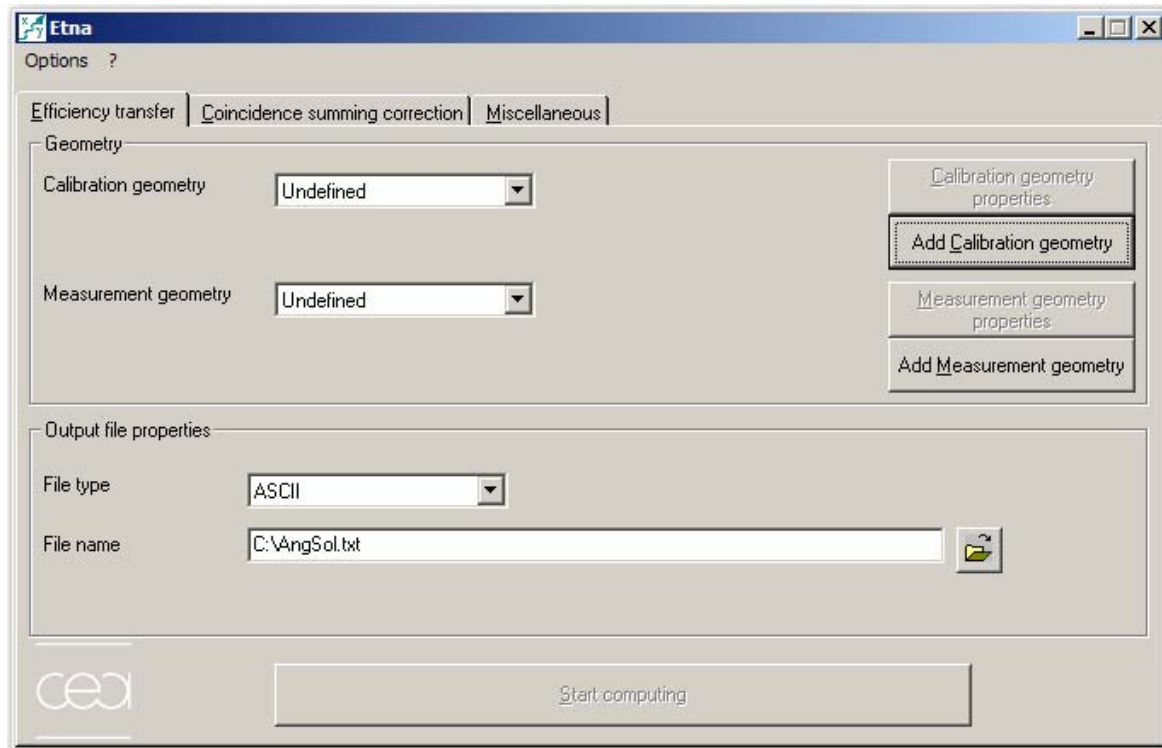 Etna
Options ?
Efficiency transfer Coincidence summing correction Miscellaneous
Geometry
Calibration geometry Undefined
Calibration geometry properties
Add Calibration geometry
Measurement geometry Undefined
Measurement geometry properties
Add Measurement geometry
Output file properties
File type ASCII
File name C:\AngSol.txt
cea Start computing